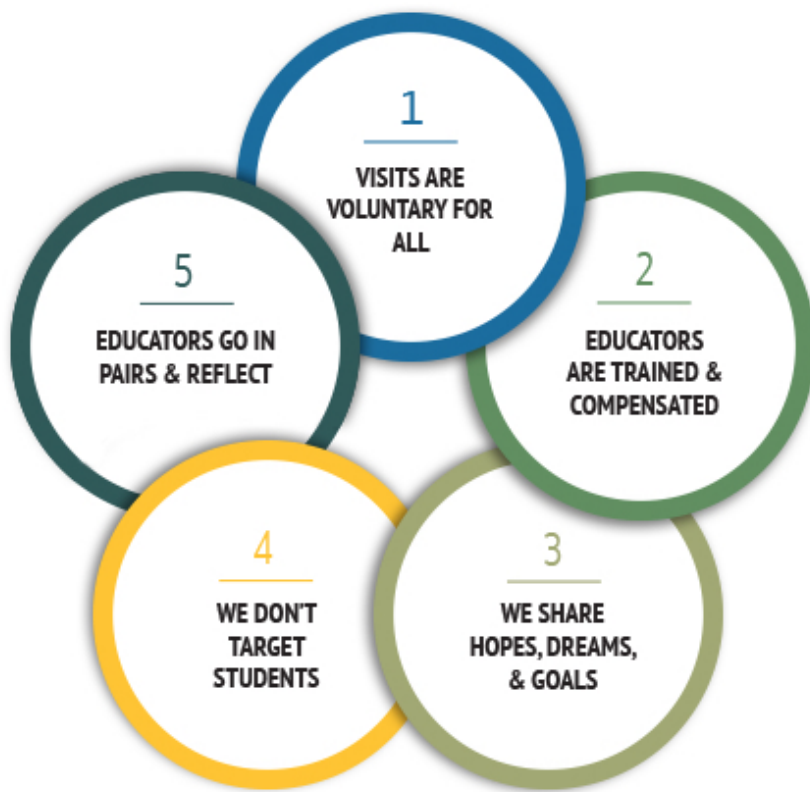 1
VISITS ARE
VOLUNTARY FOR
ALL
2
EDUCATORS
ARE TRAINED &
COMPENSATED
3
WE SHARE
HOPES, DREAMS,
& GOALS
4
WE DON'T
TARGET
STUDENTS
5
EDUCATORS GO IN
PAIRS & REFLECT